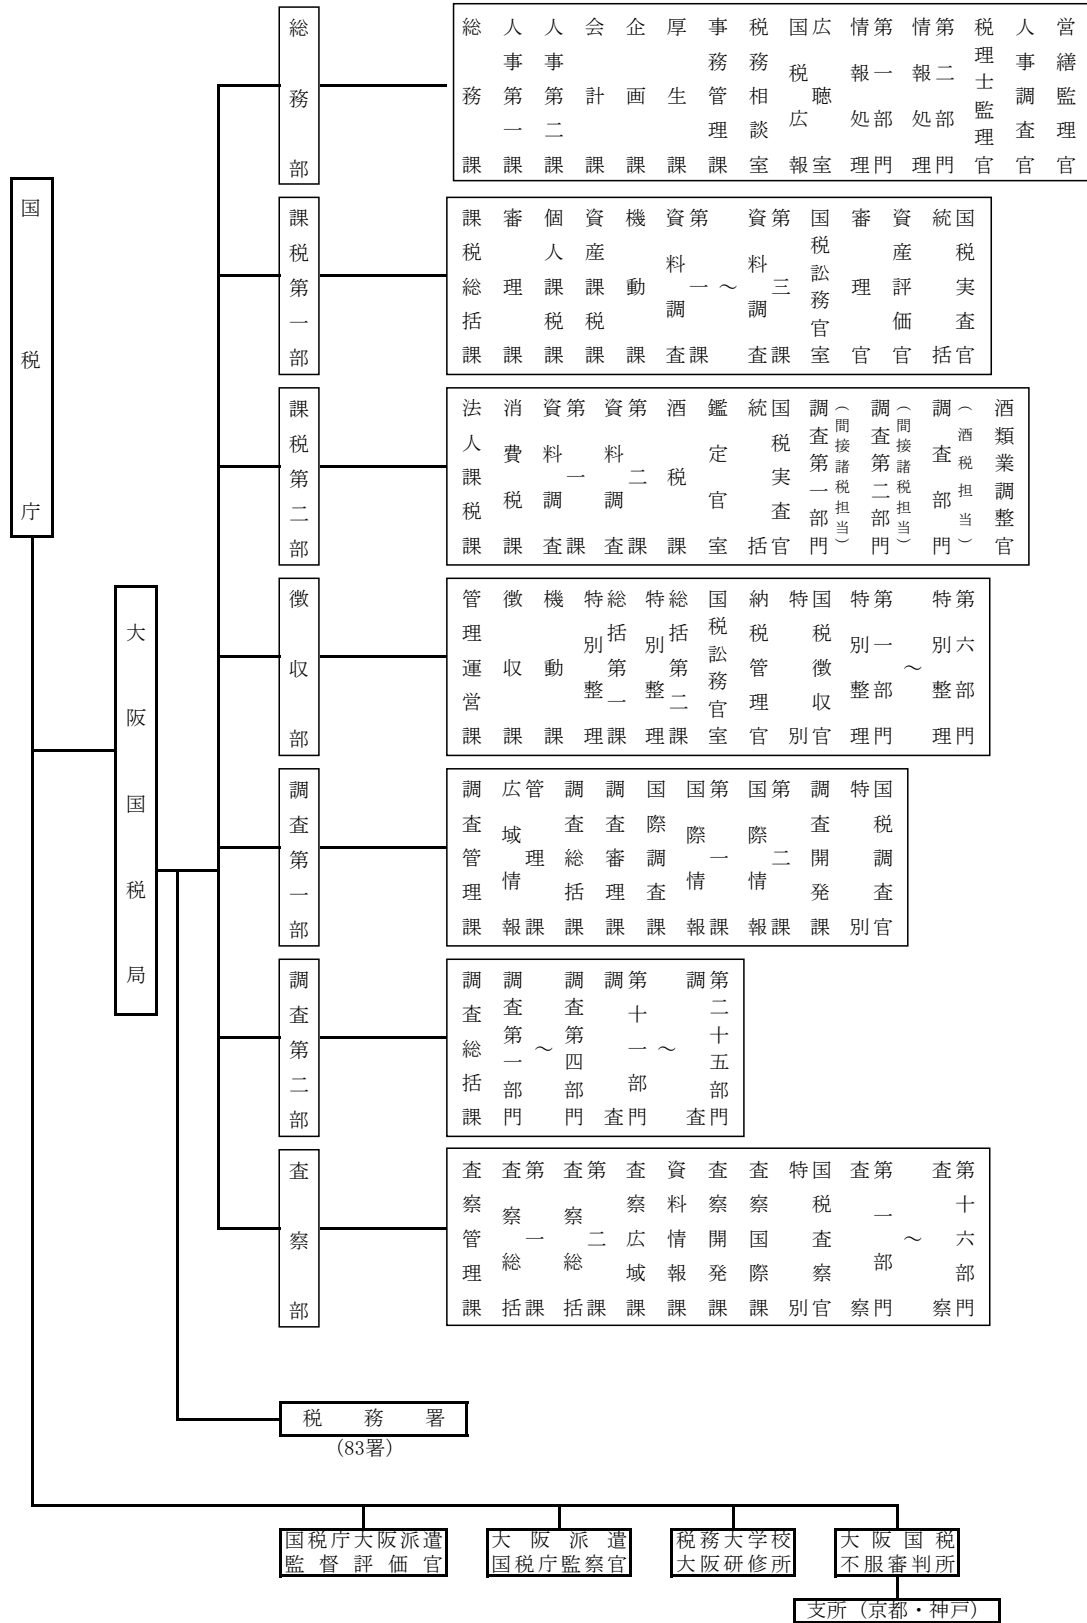 国税庁
大阪国税局
総務部
総務課
人事第一課
人事第二課
会計課
企画課
厚生課
事務管理課
税務相談室
国税広報広聴室
情報処理第一部門
情報処理第二部門
税理士監理官
人事調査官
営繕監理官
課税第一部
課税総括課
審理課
個人課税課
資産課税課
機動課
資料調査第一課
～
資料調査第三課
国税訟務官室
審理官
資産評価官
統括国税実査官
課税第二部
法人課税課
消費税課
資料調査第一課
資料調査第二課
酒税課
鑑定官室
統括国税実査官
調査第一部門
（間接諸税担当）
調査第二部門
（間接諸税担当）
調査部門
（酒税担当）
酒類業調整官
徴収部
管理運営課
徴収課
機動課
特別整理総括第一課
特別整理総括第二課
国税訟務官室
納税管理官
特別国税徴収官
特別整理第一部門
～
特別整理第六部門
調査第一部
調査管理課
広域情報管理課
調査総括課
調査審理課
国際調査課
国際情報第一課
国際情報第二課
調査開発課
特別国税調査官
調査第二部
調査総括課
調査第一部門
～
調査第四部門
調査第十一部門
～
調査第二十五部門
査察部
査察管理課
査察総括第一課
査察総括第二課
査察広域課
資料情報課
査察開発課
査察国際課
特別国税査察官
査察第一部門
～
査察第十六部門
税務署
(83署)
国税庁大阪派遣
監督評価官
大阪派遣
国税庁監察官
税務大学校
大阪研修所
大阪国税
不服審判所
支所（京都・神戸）